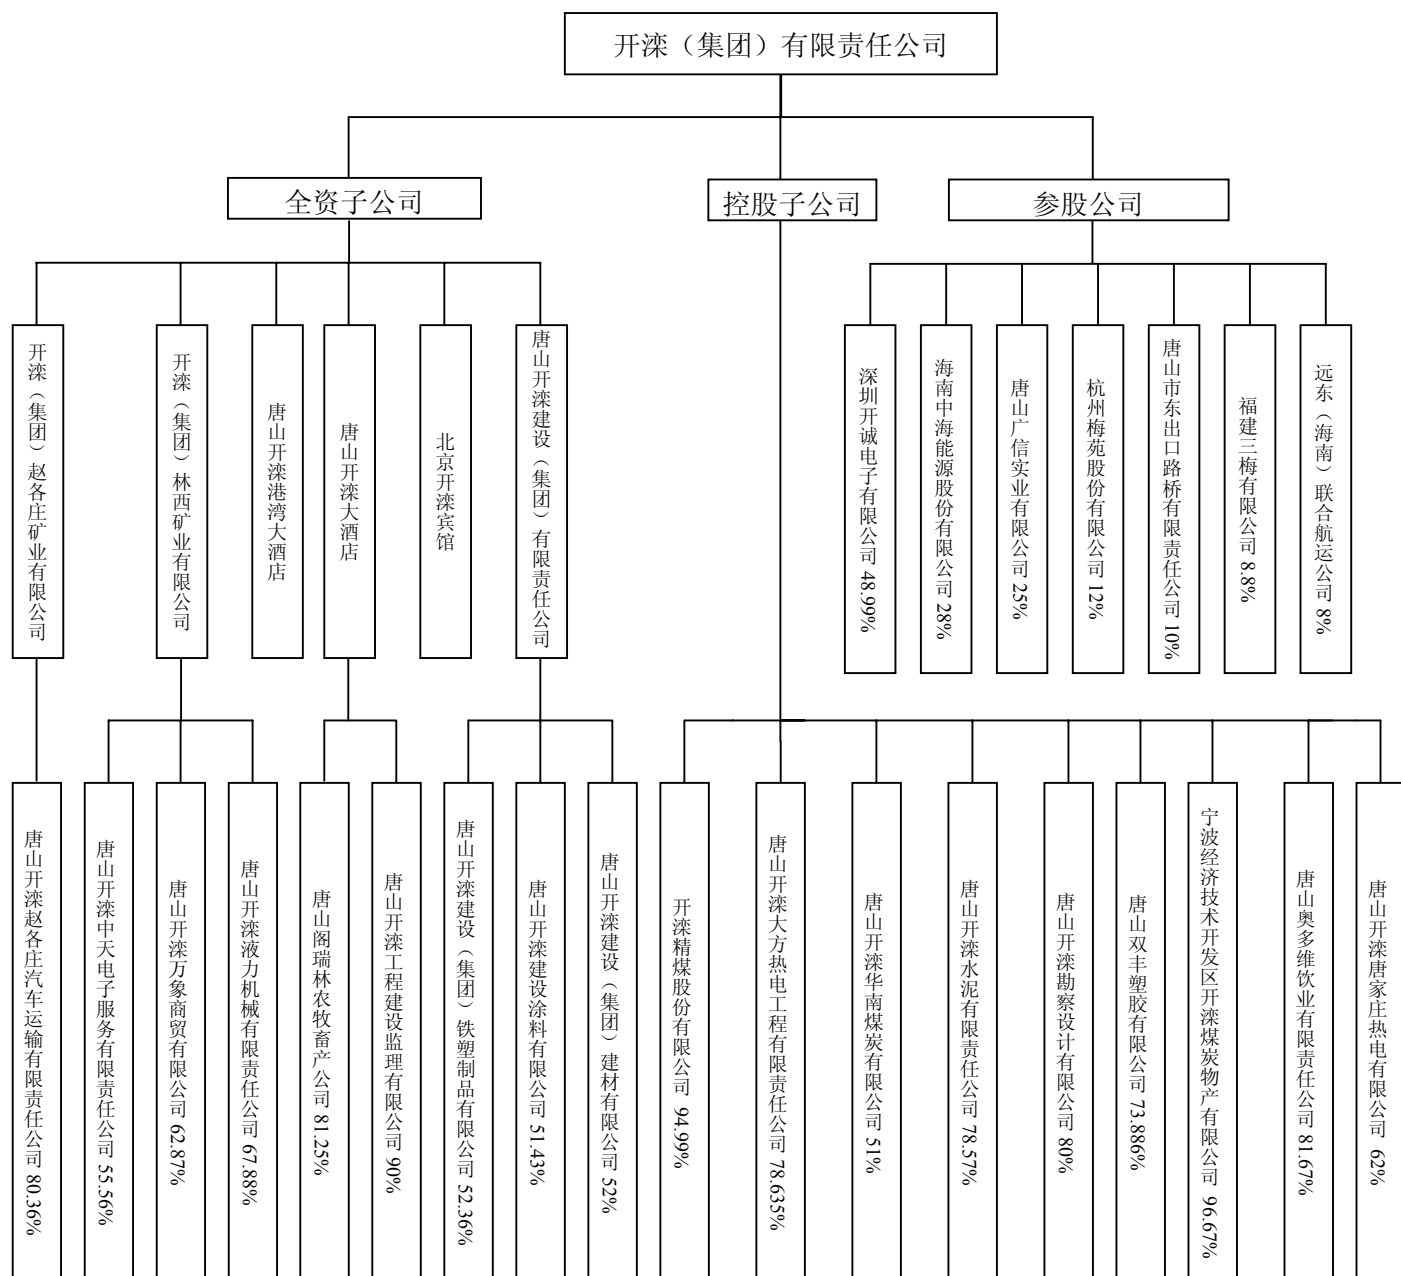 开滦（集团）有限责任公司
全资子公司
控股子公司
参股公司
开滦（集团）赵各庄矿业有限公司
开滦（集团）林西矿业有限公司
唐山开滦港湾大酒店
唐山开滦大酒店
北京开滦宾馆
唐山开滦建设（集团）有限责任公司
深圳开诚电子有限公司 48.99%
海南中海能源股份有限公司 28%
唐山广信实业有限公司 25%
杭州梅苑股份有限公司 12%
唐山市东出口路桥有限责任公司 10%
福建三梅有限公司 8.8%
远东（海南）联合航运公司 8%
唐山开滦赵各庄汽车运输有限责任公司 80.36%
唐山开滦中天电子服务有限责任公司 55.56%
唐山开滦万象商贸有限公司 62.87%
唐山开滦液力机械有限责任公司 67.88%
唐山阁瑞林农牧畜产公司 81.25%
唐山开滦工程建设监理有限公司 90%
唐山开滦建设（集团）铁塑制品有限公司 52.36%
唐山开滦建设涂料有限公司 51.43%
唐山开滦建设（集团）建材有限公司 52%
开滦精煤股份有限公司 94.99%
唐山开滦大方热电工程有限责任公司 78.635%
唐山开滦华南煤炭有限公司 51%
唐山开滦水泥有限责任公司 78.57%
唐山开滦勘察设计有限公司 80%
唐山双丰塑胶有限公司 73.886%
宁波经济技术开发区开滦煤炭物产有限公司 96.67%
唐山奥多维饮业有限责任公司 81.67%
唐山开滦唐家庄热电有限公司 62%